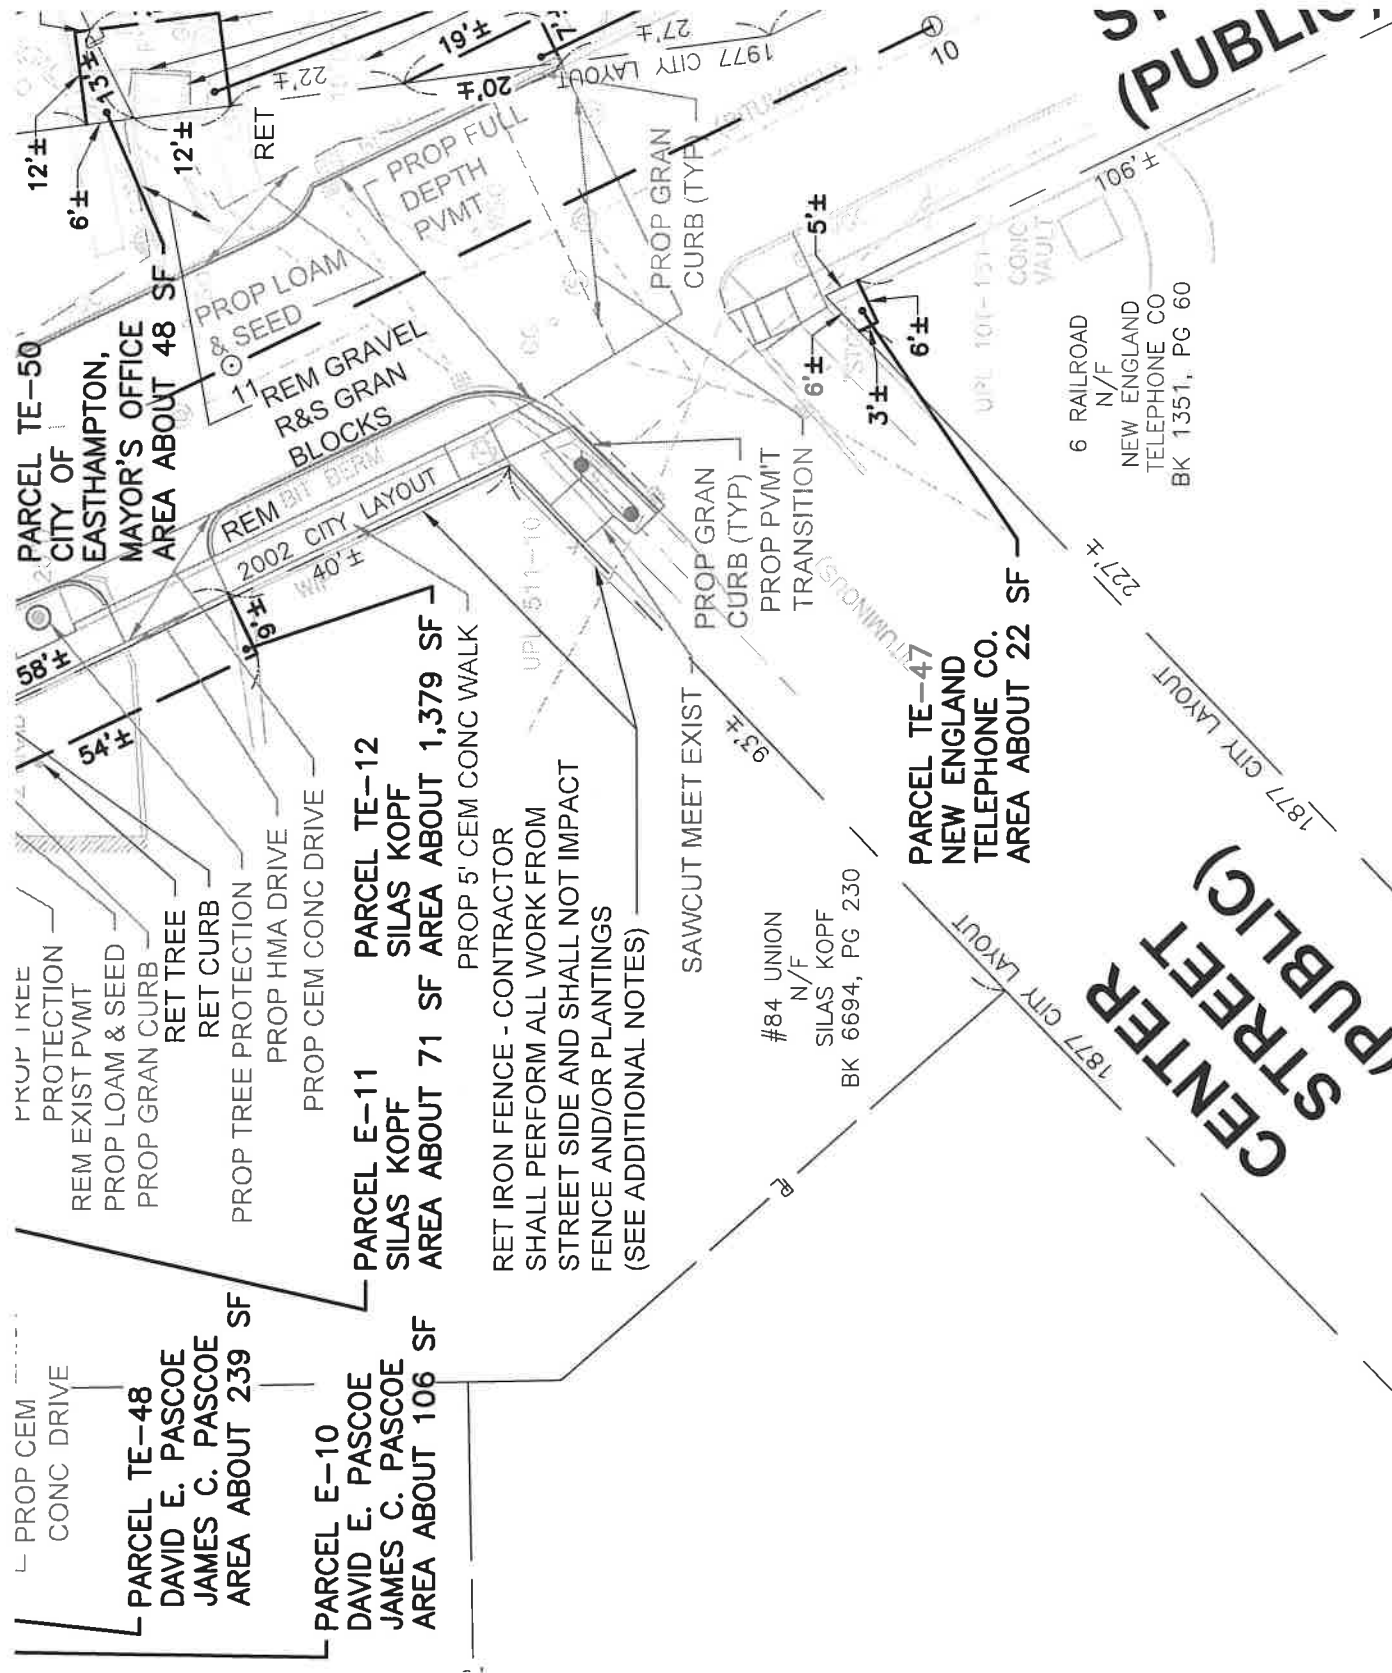 PROP CEM
CONC DRIVE
PARCEL TE-48
DAVID E. PASCOE
JAMES C. PASCOE
AREA ABOUT 239 SF
PARCEL E-10
DAVID E. PASCOE
JAMES C. PASCOE
AREA ABOUT 106 SF
PROP TREE
PROTECTION
REM EXIST PVMT
PROP LOAM & SEED
PROP GRAN CURB
RET TREE
RET CURB
PROP TREE PROTECTION
PROP HMA DRIVE
PROP CEM CONC DRIVE
PARCEL E-11
SILAS KOPF
AREA ABOUT 71 SF
PARCEL TE-12
SILAS KOPF
AREA ABOUT 1,379 SF
PROP 5' CEM CONC WALK
RET IRON FENCE - CONTRACTOR
SHALL PERFORM ALL WORK FROM
STREET SIDE AND SHALL NOT IMPACT
FENCE AND/OR PLANTINGS
(SEE ADDITIONAL NOTES)
SAWCUT MEET EXIST
#84 UNION
N/F
SILAS KOPF
BK 6694, PG 230
58'±
54'±
9'±
40'±
2002 CITY LAYOUT
REM BIT BERM
UPL 511-10
93'±
PARCEL TE-50
CITY OF
EASTHAMPTON,
MAYOR'S OFFICE
AREA ABOUT 48 SF
12'±
6'±
13'±
12'±
RET
22'±
19'±
20'±
27'±
1977 CITY LAYOUT
10
PROP LOAM
& SEED
11
REM GRAVEL
R&S GRAN
BLOCKS
PROP FULL
DEPTH
PVMT
PROP GRAN
CURB (TYP)
PROP GRAN
CURB (TYP)
PROP PVM'T
TRANSITION
(BITUMINOUS)
5'±
6'±
3'±
6'±
106'±
CONC
VAULT
6 RAILROAD
N/F
NEW ENGLAND
TELEPHONE CO
BK 1351, PG 60
PARCEL TE-47
NEW ENGLAND
TELEPHONE CO.
AREA ABOUT 22 SF
227'±
1877 CITY LAYOUT
1877 CITY LAYOUT
CENTER
STREET
(PUBLIC)
(PUBLIC)